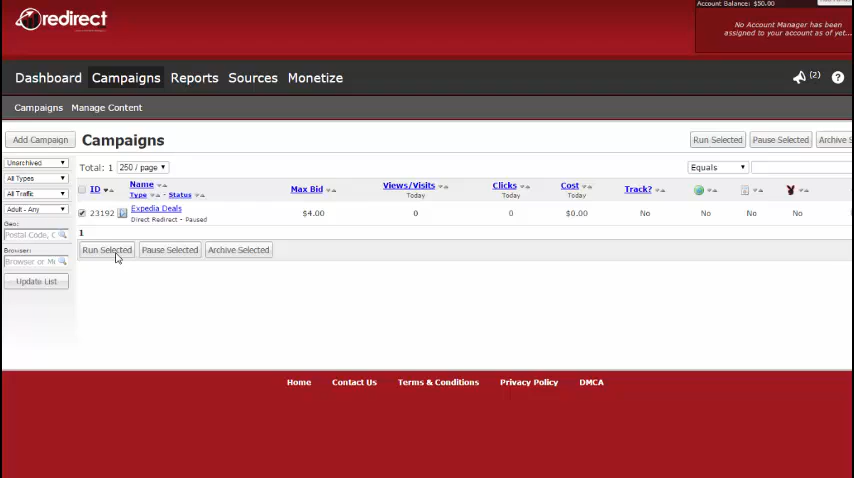 redirect
Account Balance: $50.00
No Account Manager has been
assigned to your account as of yet...
Dashboard Campaigns Reports Sources Monetize
(2) ?
Campaigns Manage Content
Add Campaign Campaigns Run Selected Pause Selected Archive S
Unarchived Total: 1 250 / page Equals
All Types
All Traffic
Adult - Any
Geo:
Postal Code, C
Browser:
Browser or Mi
Update List
ID Name Max Bid Views/Visits Clicks Cost Track?
Type - Status Today Today Today
23192 Expedia Deals $4.00 0 0 $0.00 No No No No
Direct Redirect - Paused
1
Run Selected Pause Selected Archive Selected
Home Contact Us Terms & Conditions Privacy Policy DMCA